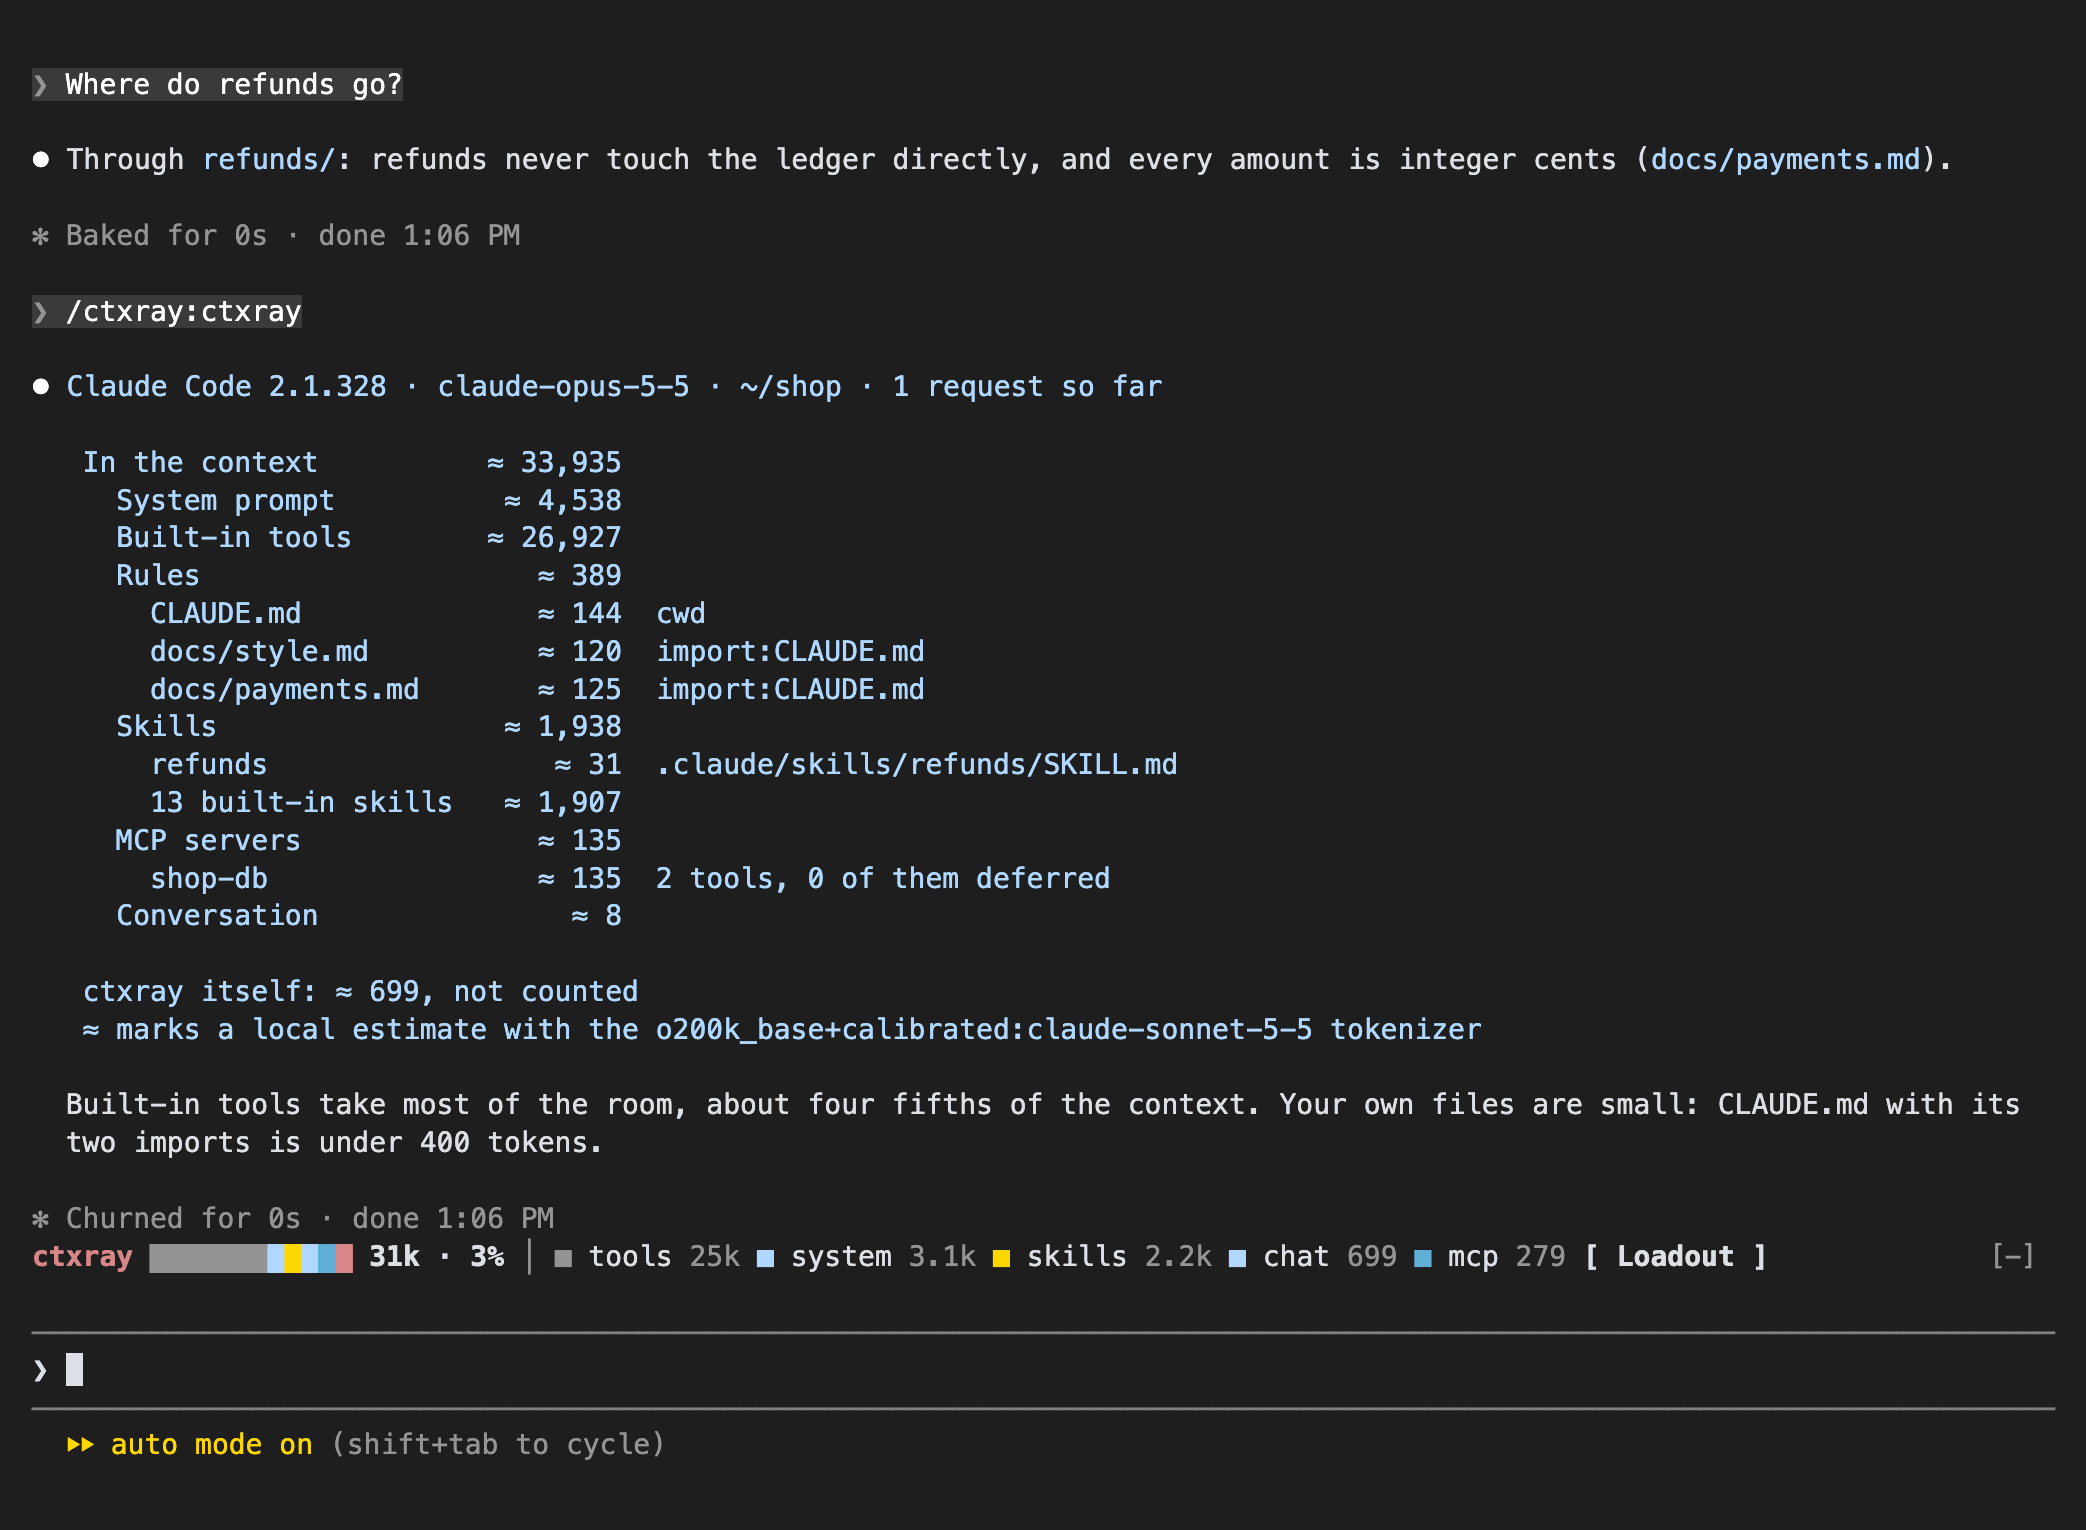 ❯ Where do refunds go?
● Through refunds/: refunds never touch the ledger directly, and every amount is integer cents (docs/payments.md).
✻ Baked for 0s · done 1:06 PM
❯ /ctxray:ctxray
● Claude Code 2.1.328 · claude-opus-5-5 · ~/shop · 1 request so far
In the context ≈ 33,935
System prompt ≈ 4,538
Built-in tools ≈ 26,927
Rules ≈ 389
CLAUDE.md ≈ 144 cwd
docs/style.md ≈ 120 import:CLAUDE.md
docs/payments.md ≈ 125 import:CLAUDE.md
Skills ≈ 1,938
refunds ≈ 31 .claude/skills/refunds/SKILL.md
13 built-in skills ≈ 1,907
MCP servers ≈ 135
shop-db ≈ 135 2 tools, 0 of them deferred
Conversation ≈ 8
ctxray itself: ≈ 699, not counted
≈ marks a local estimate with the o200k_base+calibrated:claude-sonnet-5-5 tokenizer
Built-in tools take most of the room, about four fifths of the context. Your own files are small: CLAUDE.md with its
two imports is under 400 tokens.
✻ Churned for 0s · done 1:06 PM
ctxray 31k · 3% │ ■ tools 25k ■ system 3.1k ■ skills 2.2k ■ chat 699 ■ mcp 279 [ Loadout ] [−]
❯
⏵⏵ auto mode on (shift+tab to cycle)